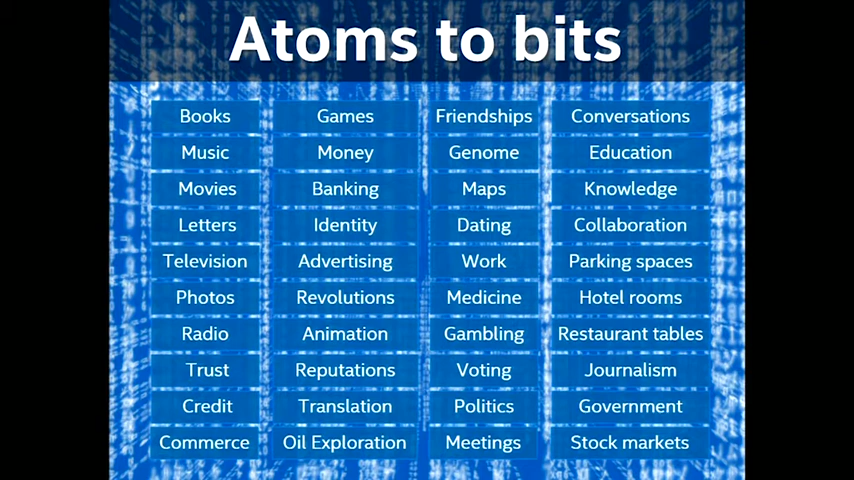 Atoms to bits
Books Games Friendships Conversations
Music Money Genome Education
Movies Banking Maps Knowledge
Letters Identity Dating Collaboration
Television Advertising Work Parking spaces
Photos Revolutions Medicine Hotel rooms
Radio Animation Gambling Restaurant tables
Trust Reputations Voting Journalism
Credit Translation Politics Government
Commerce Oil Exploration Meetings Stock markets